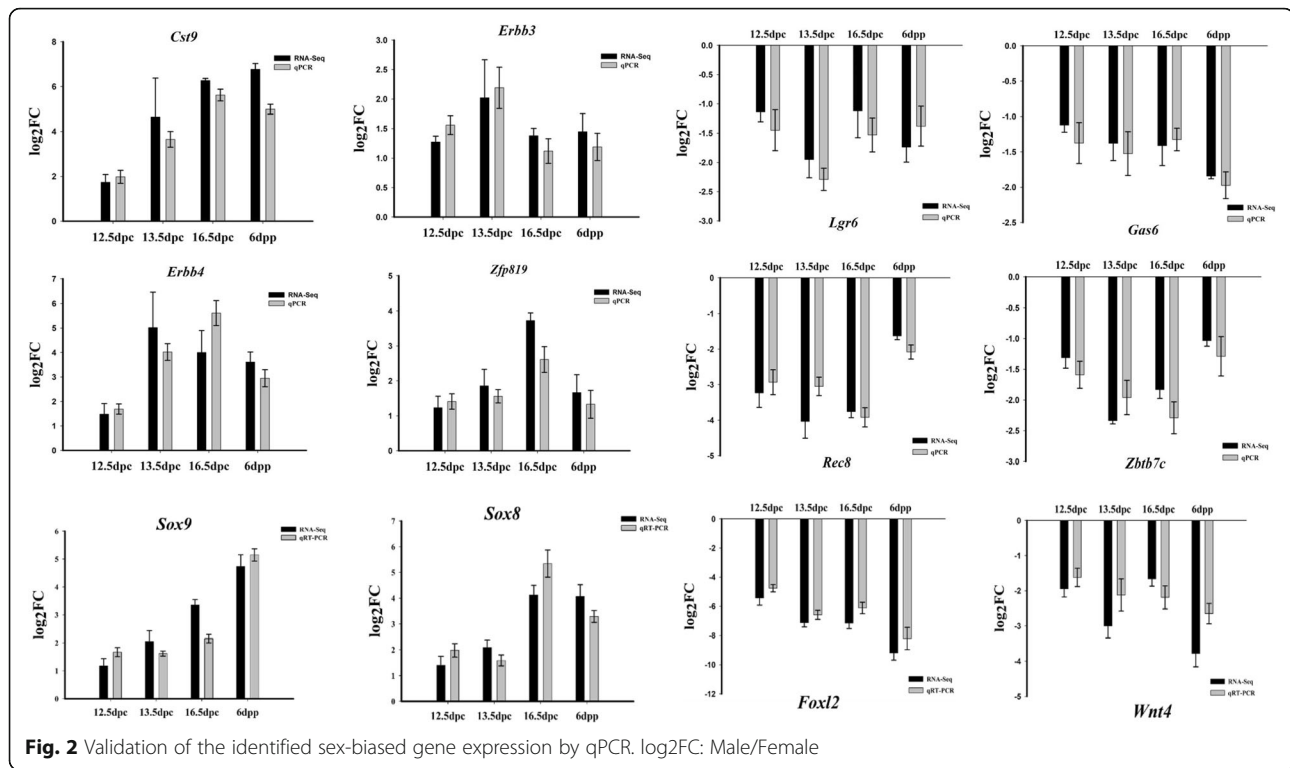 Cst9
8
6
4
2
0
log2FC
RNA-Seq
qPCR
12.5dpc 13.5dpc 16.5dpc 6dpp
Erbb3
3.0
2.5
2.0
1.5
1.0
0.5
0.0
log2FC
RNA-Seq
qPCR
12.5dpc 13.5dpc 16.5dpc 6dpp
12.5dpc 13.5dpc 16.5dpc 6dpp
0.0
-0.5
-1.0
-1.5
-2.0
-2.5
-3.0
log2FC
RNA-Seq
qPCR
Lgr6
12.5dpc 13.5dpc 16.5dpc 6dpp
0.0
-0.5
-1.0
-1.5
-2.0
-2.5
log2FC
RNA-Seq
qPCR
Gas6
Erbb4
7
6
5
4
3
2
1
0
log2FC
RNA-Seq
qPCR
12.5dpc 13.5dpc 16.5dpc 6dpp
Zfp819
5
4
3
2
1
0
log2FC
RNA-Seq
qPCR
12.5dpc 13.5dpc 16.5dpc 6dpp
12.5dpc 13.5dpc 16.5dpc 6dpp
0
-1
-2
-3
-4
-5
log2FC
RNA-Seq
qPCR
Rec8
12.5dpc 13.5dpc 16.5dpc 6dpp
0.0
-0.5
-1.0
-1.5
-2.0
-2.5
-3.0
log2FC
RNA-Seq
qPCR
Zbtb7c
Sox9
6
5
4
3
2
1
0
log2FC
RNA-Seq
qRT-PCR
12.5dpc 13.5dpc 16.5dpc 6dpp
Sox8
7
6
5
4
3
2
1
0
log2FC
RNA-Seq
qRT-PCR
12.5dpc 13.5dpc 16.5dpc 6dpp
12.5dpc 13.5dpc 16.5dpc 6dpp
0
-2
-4
-6
-8
-10
-12
log2FC
RNA-Seq
qRT-PCR
Foxl2
12.5dpc 13.5dpc 16.5dpc 6dpp
0
-1
-2
-3
-4
-5
log2FC
RNA-Seq
qRT-PCR
Wnt4
Fig. 2 Validation of the identified sex-biased gene expression by qPCR. log2FC: Male/Female